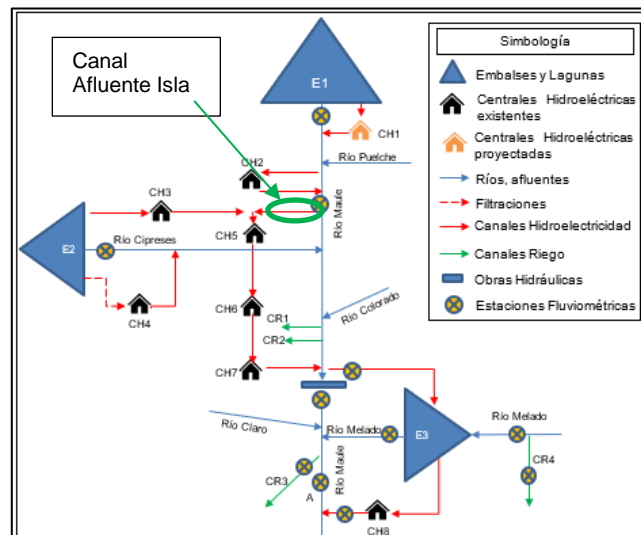 Canal
Afluente Isla
E1
CH1
Río Puelche
CH2
CH3
Río Maule
CH5
E2
Río Cipreses
CH4
CH6
Río Colorado
CR1
CR2
CH7
Río Claro
Río Melado
E3
Río Melado
CR3
A
Río Maule
CR4
CH8
Simbología
Embalses y Lagunas
Centrales Hidroeléctricas
existentes
Centrales Hidroeléctricas
proyectadas
Ríos, afluentes
Filtraciones
Canales Hidroelectricidad
Canales Riego
Obras Hidráulicas
Estaciones Fluviométricas